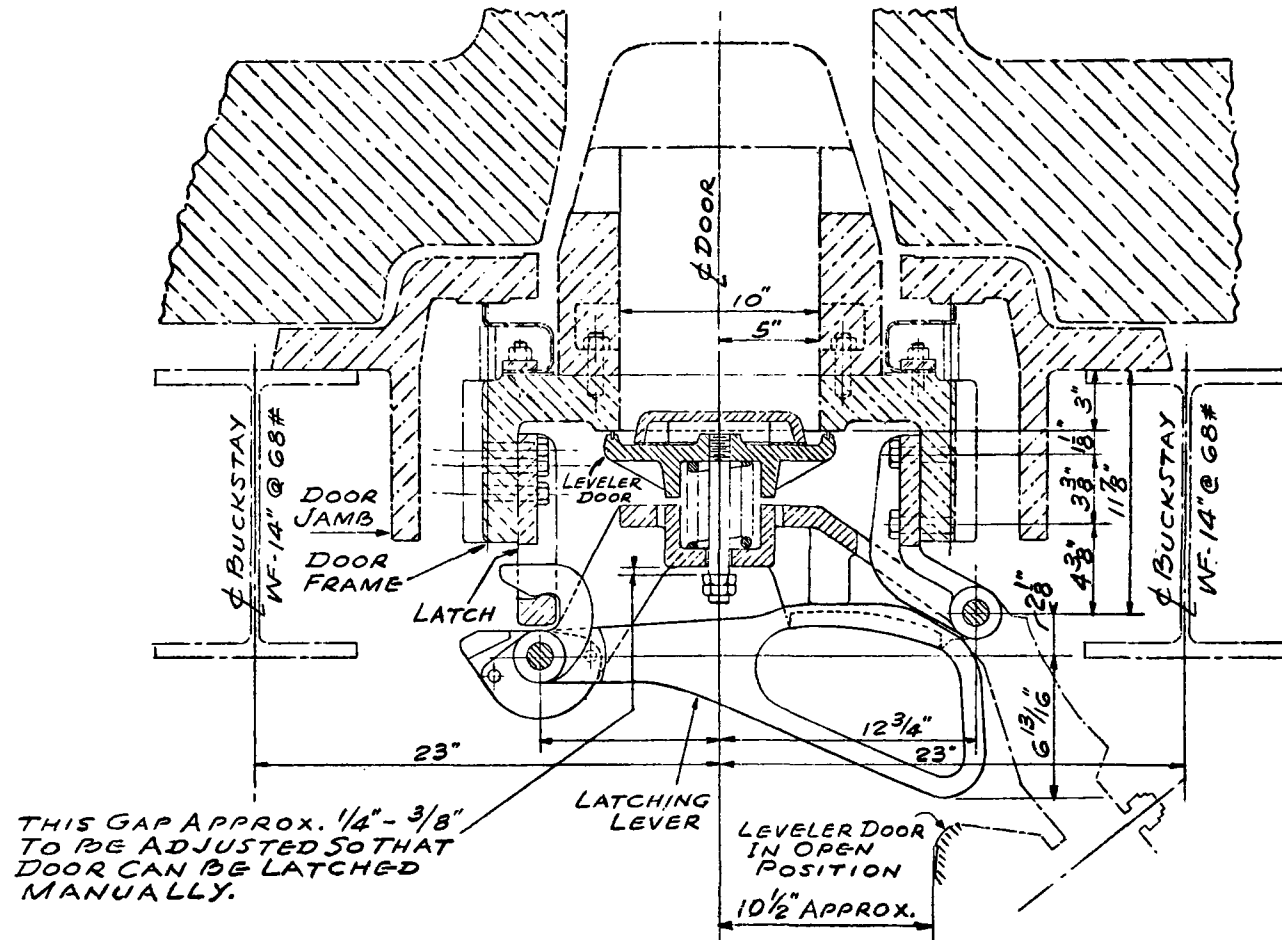 ℄ DOOR
10"
5"
℄ BUCKSTAY
WF-14" @ 68#
DOOR
JAMB
DOOR
FRAME
LATCH
LEVELER
DOOR
3"
1 1/8"
3 3/8"
11 7/8"
4 3/8"
2 1/8"
6 13/16"
℄ BUCKSTAY
WF-14" @ 68#
12 3/4"
23"
23"
LATCHING
LEVER
THIS GAP APPROX. 1/4" - 3/8"
TO BE ADJUSTED SO THAT
DOOR CAN BE LATCHED
MANUALLY.
LEVELER DOOR
IN OPEN
POSITION
10 1/2" APPROX.